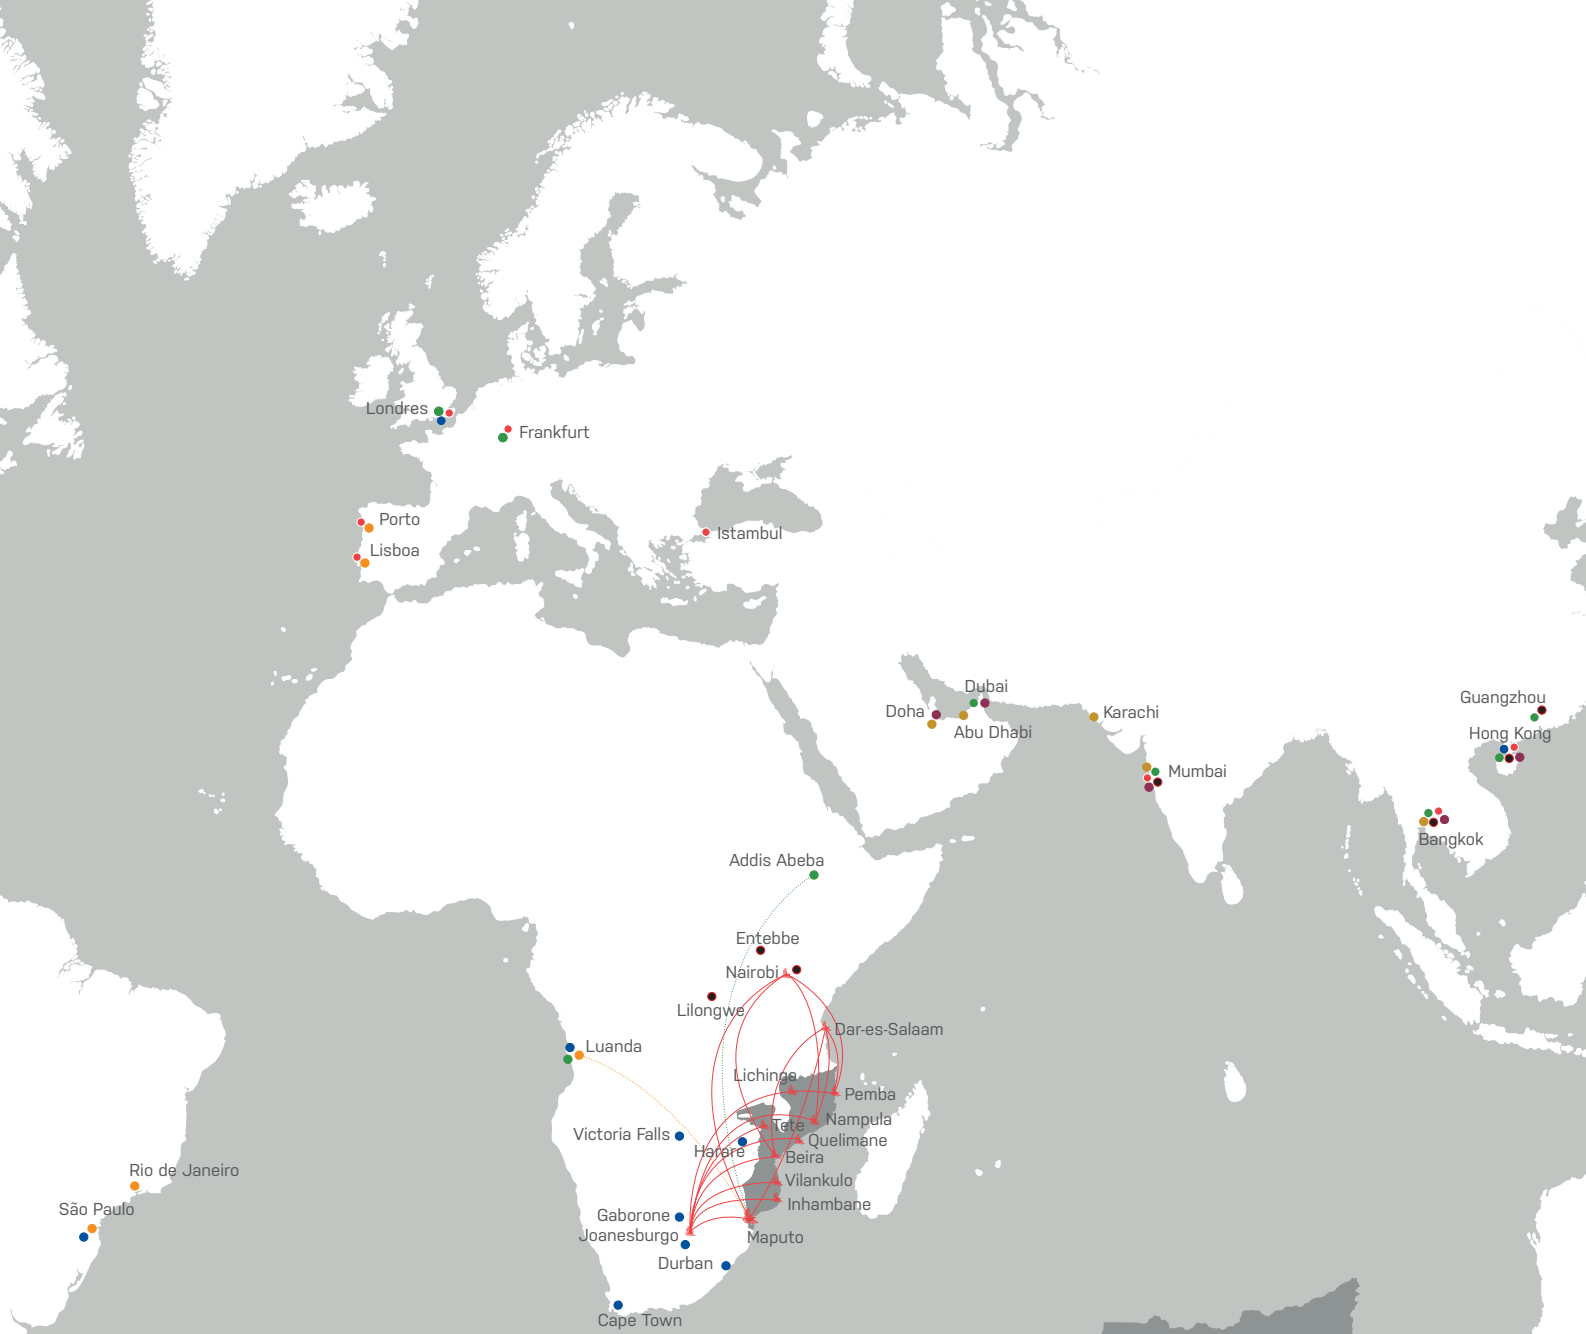 Londres
Frankfurt
Porto
Istambul
Lisboa
Dubai
Guangzhou
Doha
Karachi
Abu Dhabi
Hong Kong
Mumbai
Bangkok
Addis Abeba
Entebbe
Nairobi
Lilongwe
Dar-es-Salaam
Luanda
Lichinga
Pemba
Nampula
Tete
Victoria Falls
Quelimane
Harare
Beira
Rio de Janeiro
Vilankulo
Inhambane
São Paulo
Gaborone
Joanesburgo
Maputo
Durban
Cape Town